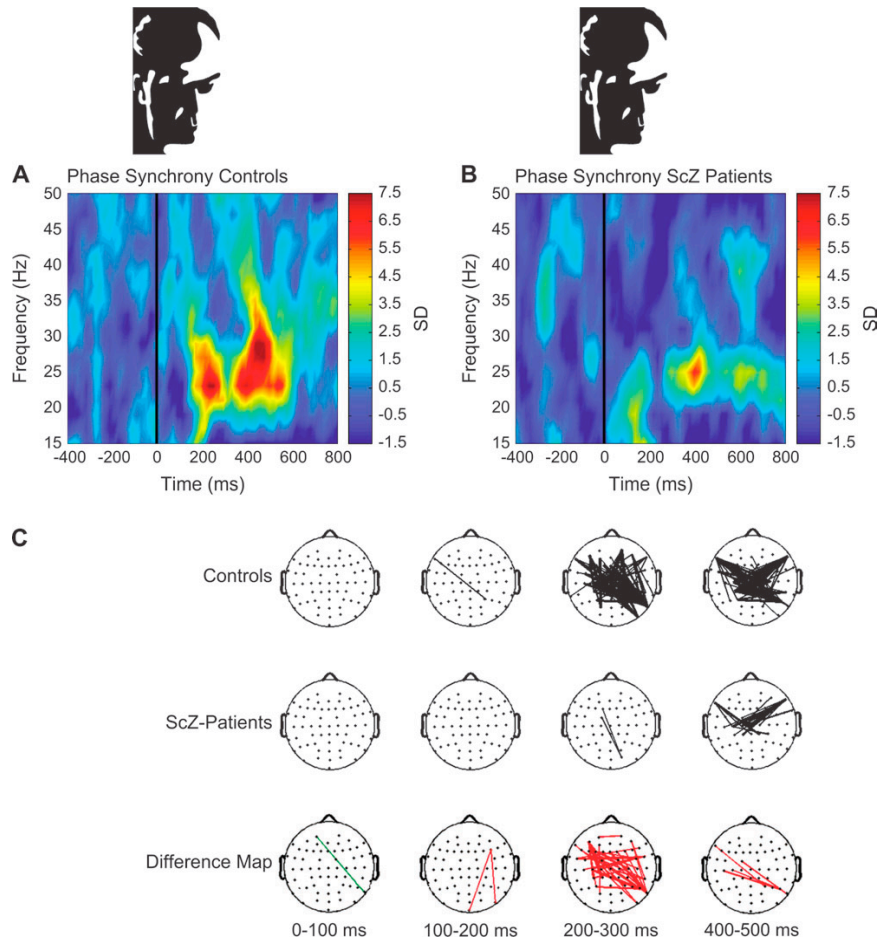 A Phase Synchrony Controls
50
45
40
35
30
25
20
15
Frequency (Hz)
-400 -200 0 200 400 600 800
Time (ms)
7.5
6.5
5.5
4.5
3.5
2.5
1.5
0.5
-0.5
-1.5
SD
B Phase Synchrony ScZ Patients
50
45
40
35
30
25
20
15
Frequency (Hz)
-400 -200 0 200 400 600 800
Time (ms)
7.5
6.5
5.5
4.5
3.5
2.5
1.5
0.5
-0.5
-1.5
SD
C
Controls
ScZ-Patients
Difference Map
0-100 ms 100-200 ms 200-300 ms 400-500 ms